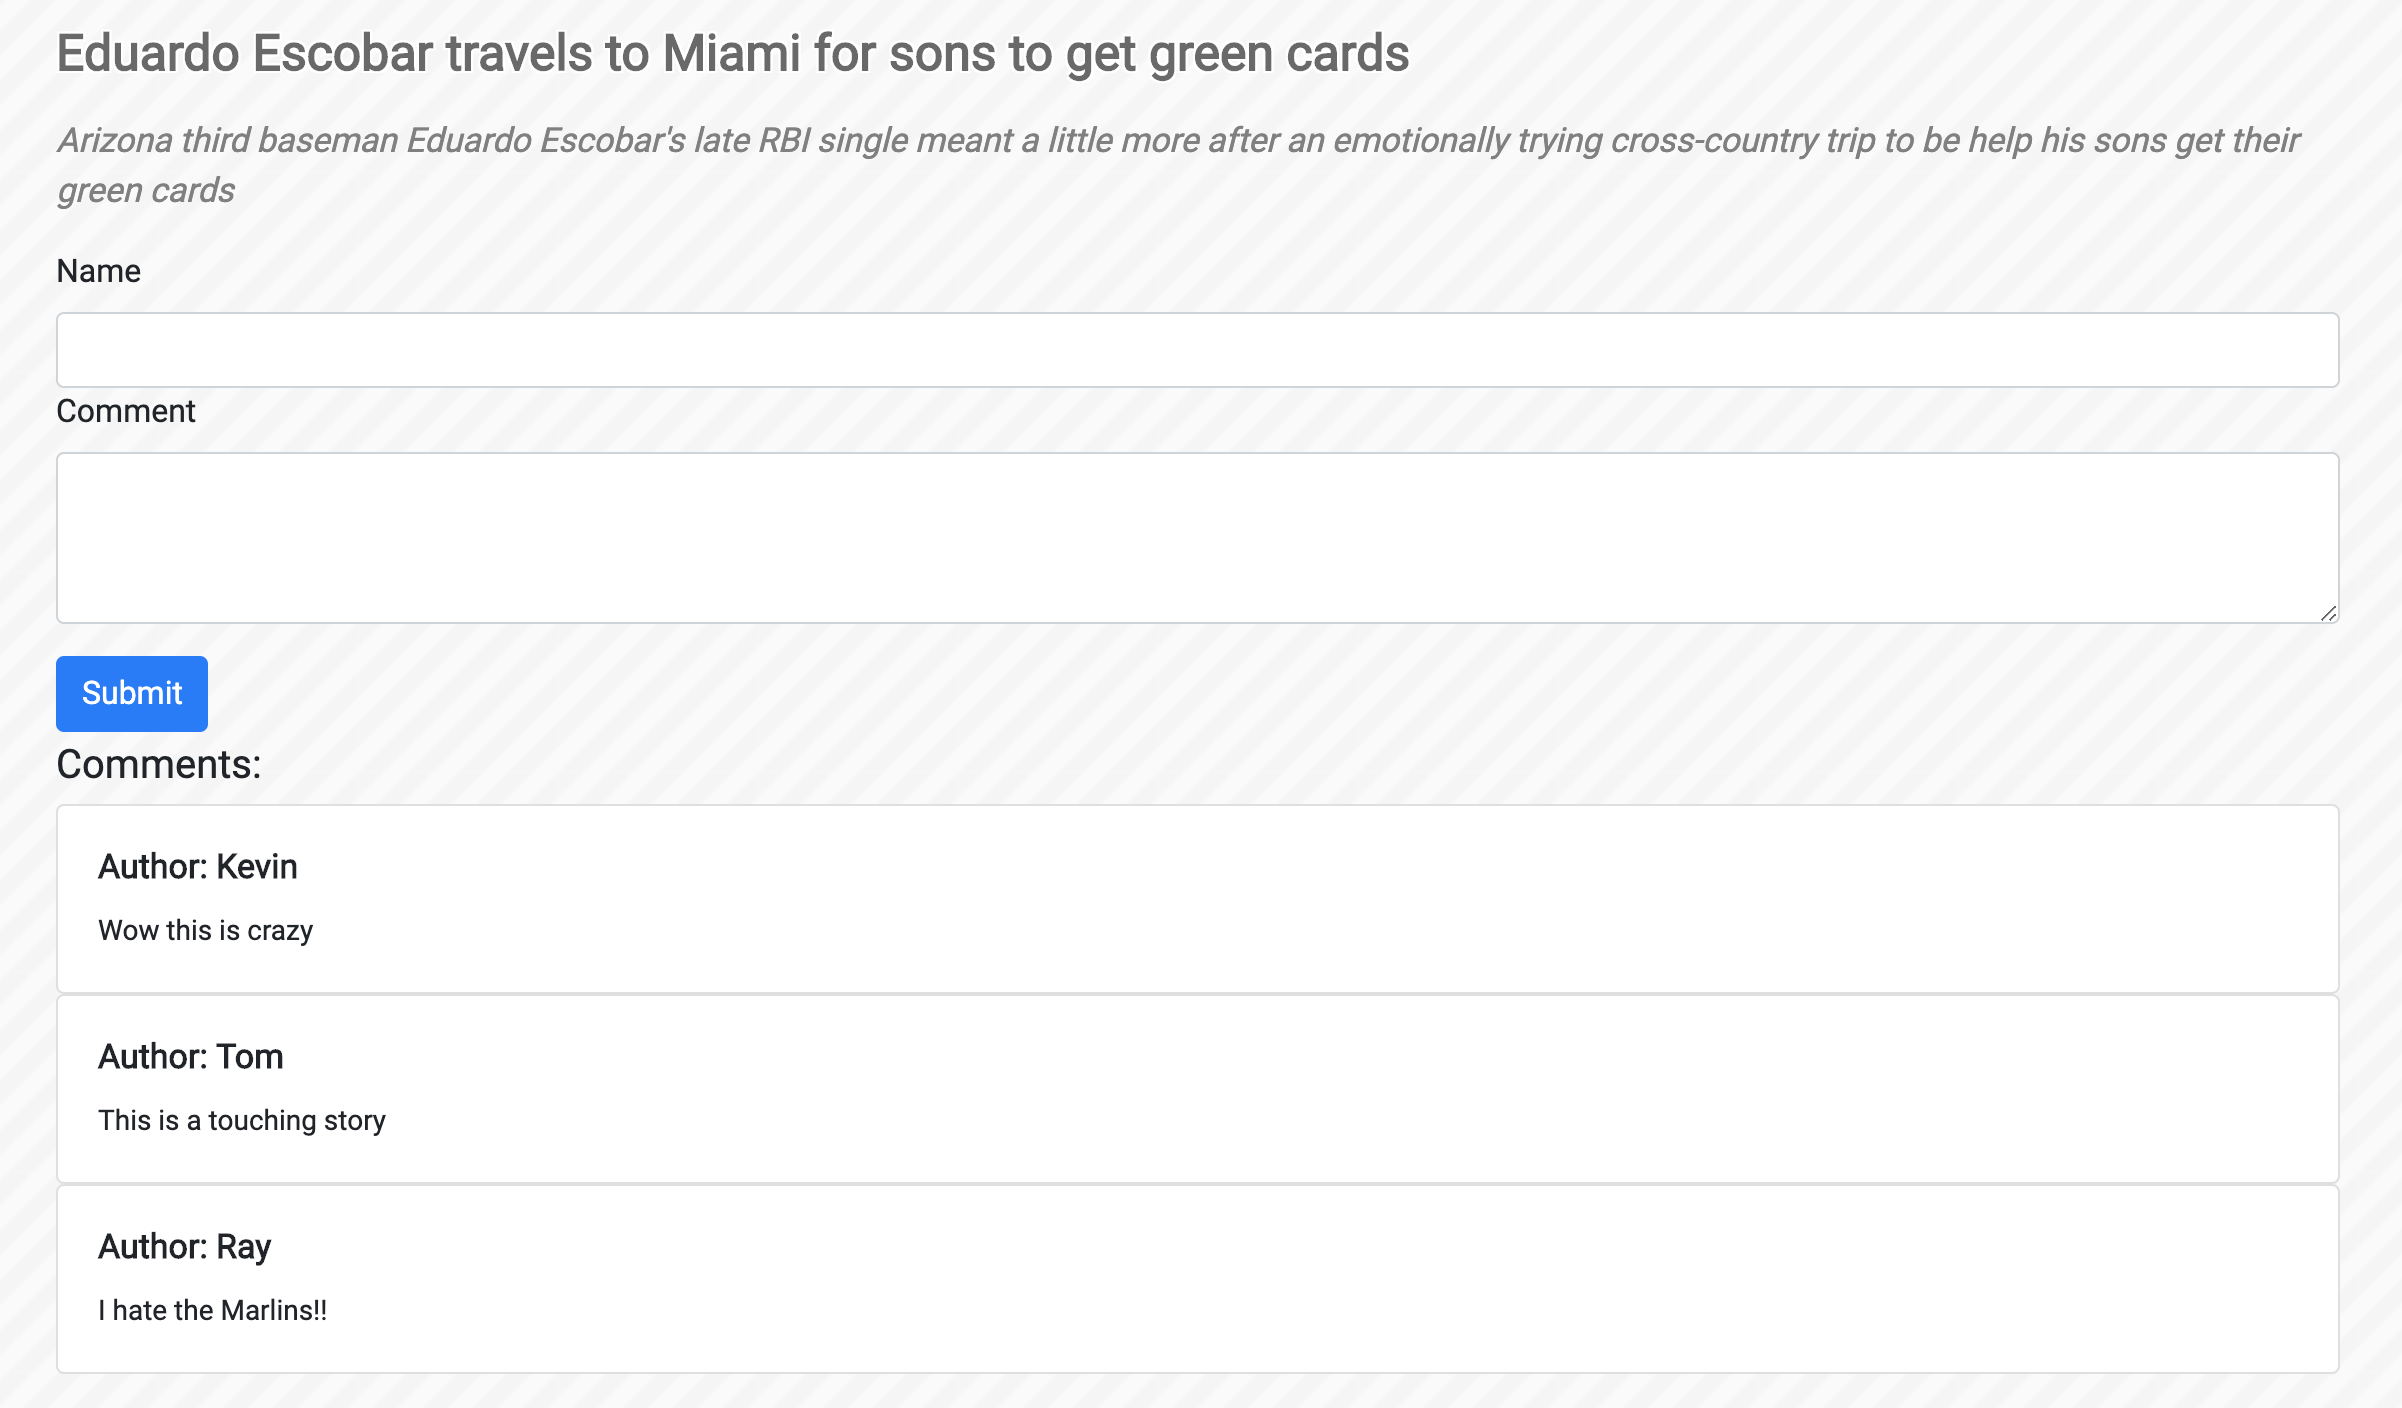 Eduardo Escobar travels to Miami for sons to get green cards
Arizona third baseman Eduardo Escobar's late RBI single meant a little more after an emotionally trying cross-country trip to be help his sons get their
green cards
Name
Comment
Submit
Comments:
Author: Kevin
Wow this is crazy
Author: Tom
This is a touching story
Author: Ray
I hate the Marlins!!